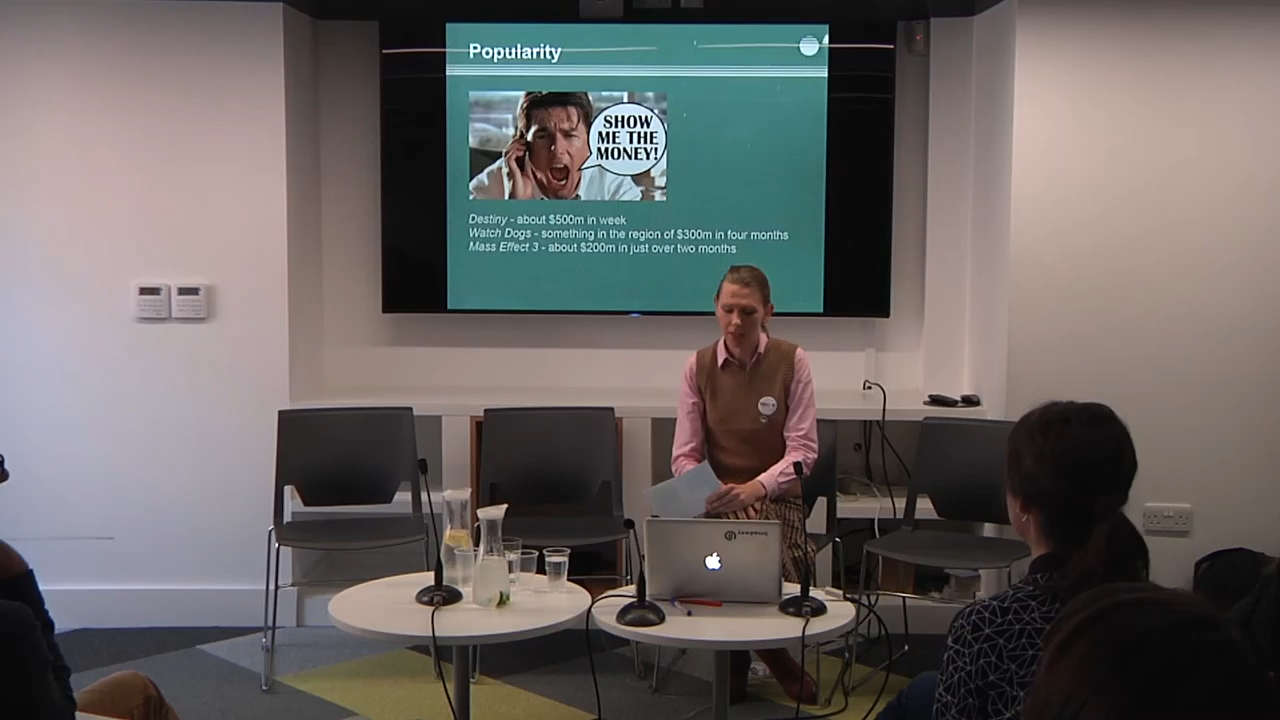 Popularity
SHOW
ME THE
MONEY!
Destiny - about $500m in week
Watch Dogs - something in the region of $300m in four months
Mass Effect 3 - about $200m in just over two months
broadway